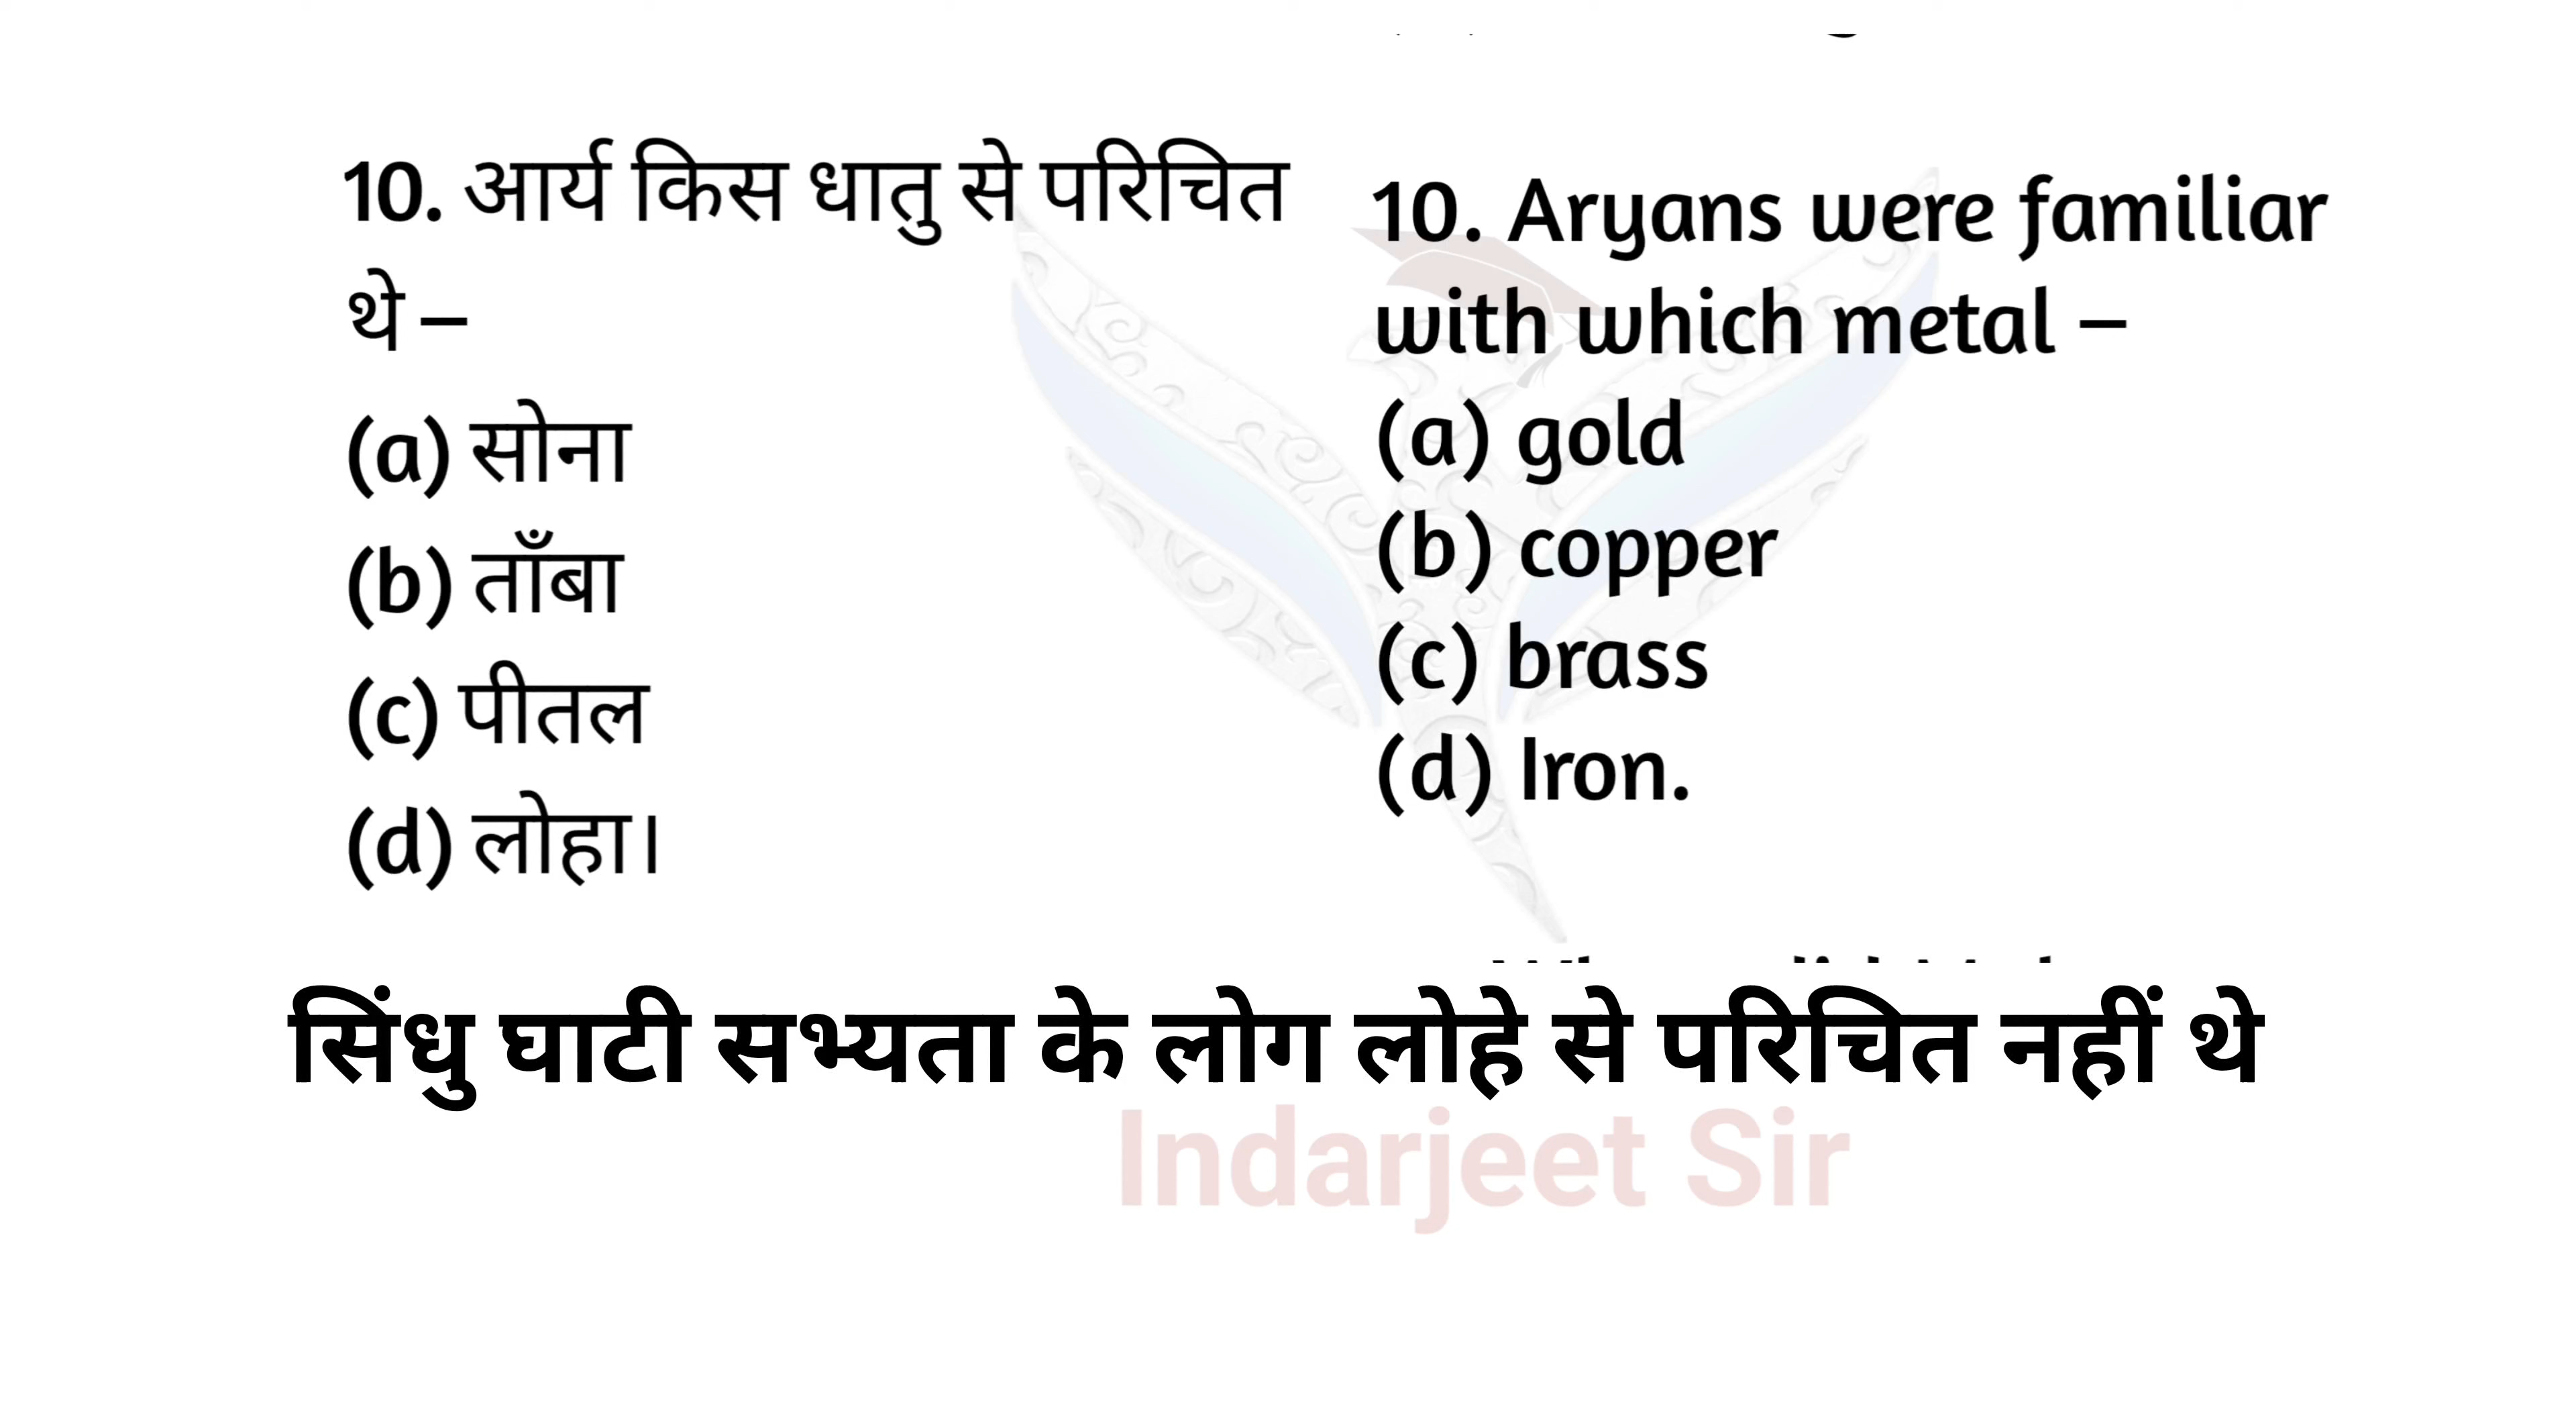 10. आर्य किस धातु से परिचित
थे –
(a) सोना
(b) ताँबा
(c) पीतल
(d) लोहा।
10. Aryans were familiar
with which metal –
(a) gold
(b) copper
(c) brass
(d) Iron.
सिंधु घाटी सभ्यता के लोग लोहे से परिचित नहीं थे
Indarjeet Sir